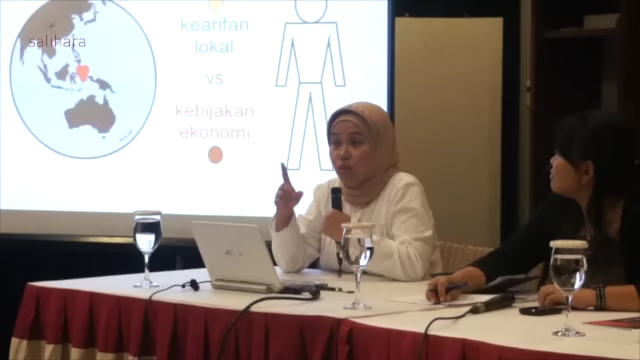 salihara
kearifan
lokal
vs
kebijakan
ekonomi